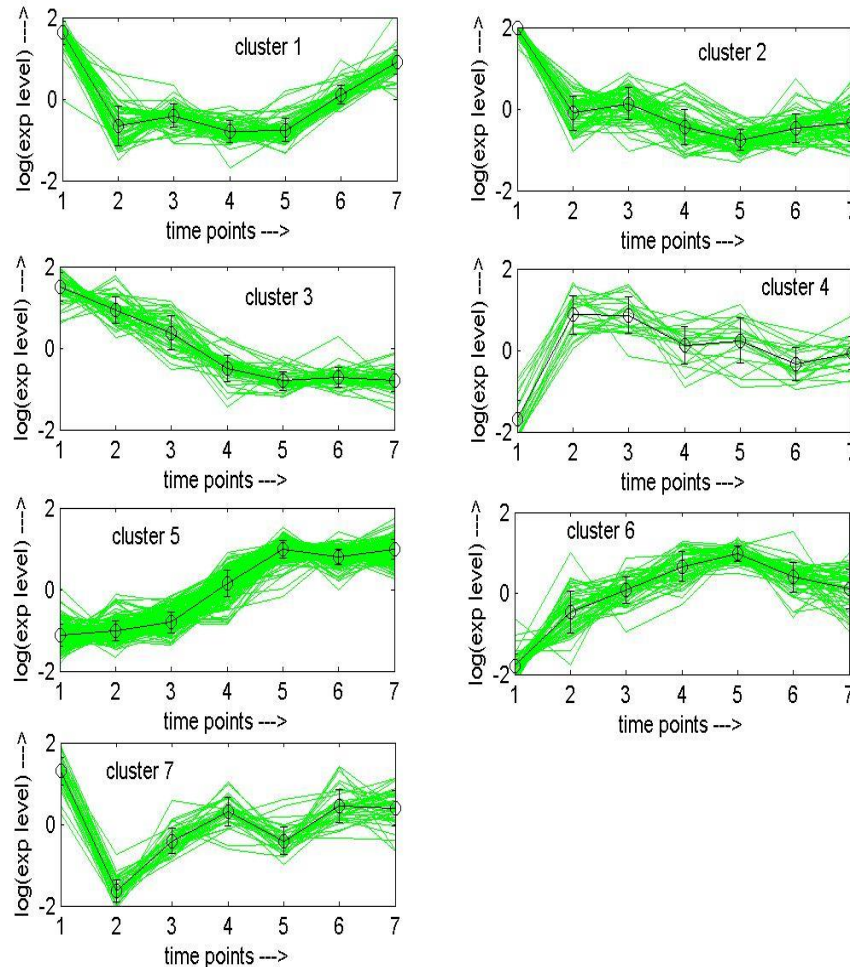 2
cluster 1
log(exp level) --->
0
-2
1 2 3 4 5 6 7
time points --->
2
cluster 2
log(exp level) --->
0
-2
1 2 3 4 5 6 7
time points --->
2
cluster 3
log(exp level) --->
0
-2
1 2 3 4 5 6 7
time points --->
2
cluster 4
log(exp level) --->
0
-2
1 2 3 4 5 6 7
time points --->
2
cluster 5
log(exp level) --->
0
-2
1 2 3 4 5 6 7
time points --->
2
cluster 6
log(exp level) --->
0
-2
1 2 3 4 5 6 7
time points --->
2
cluster 7
log(exp level) --->
0
-2
1 2 3 4 5 6 7
time points --->